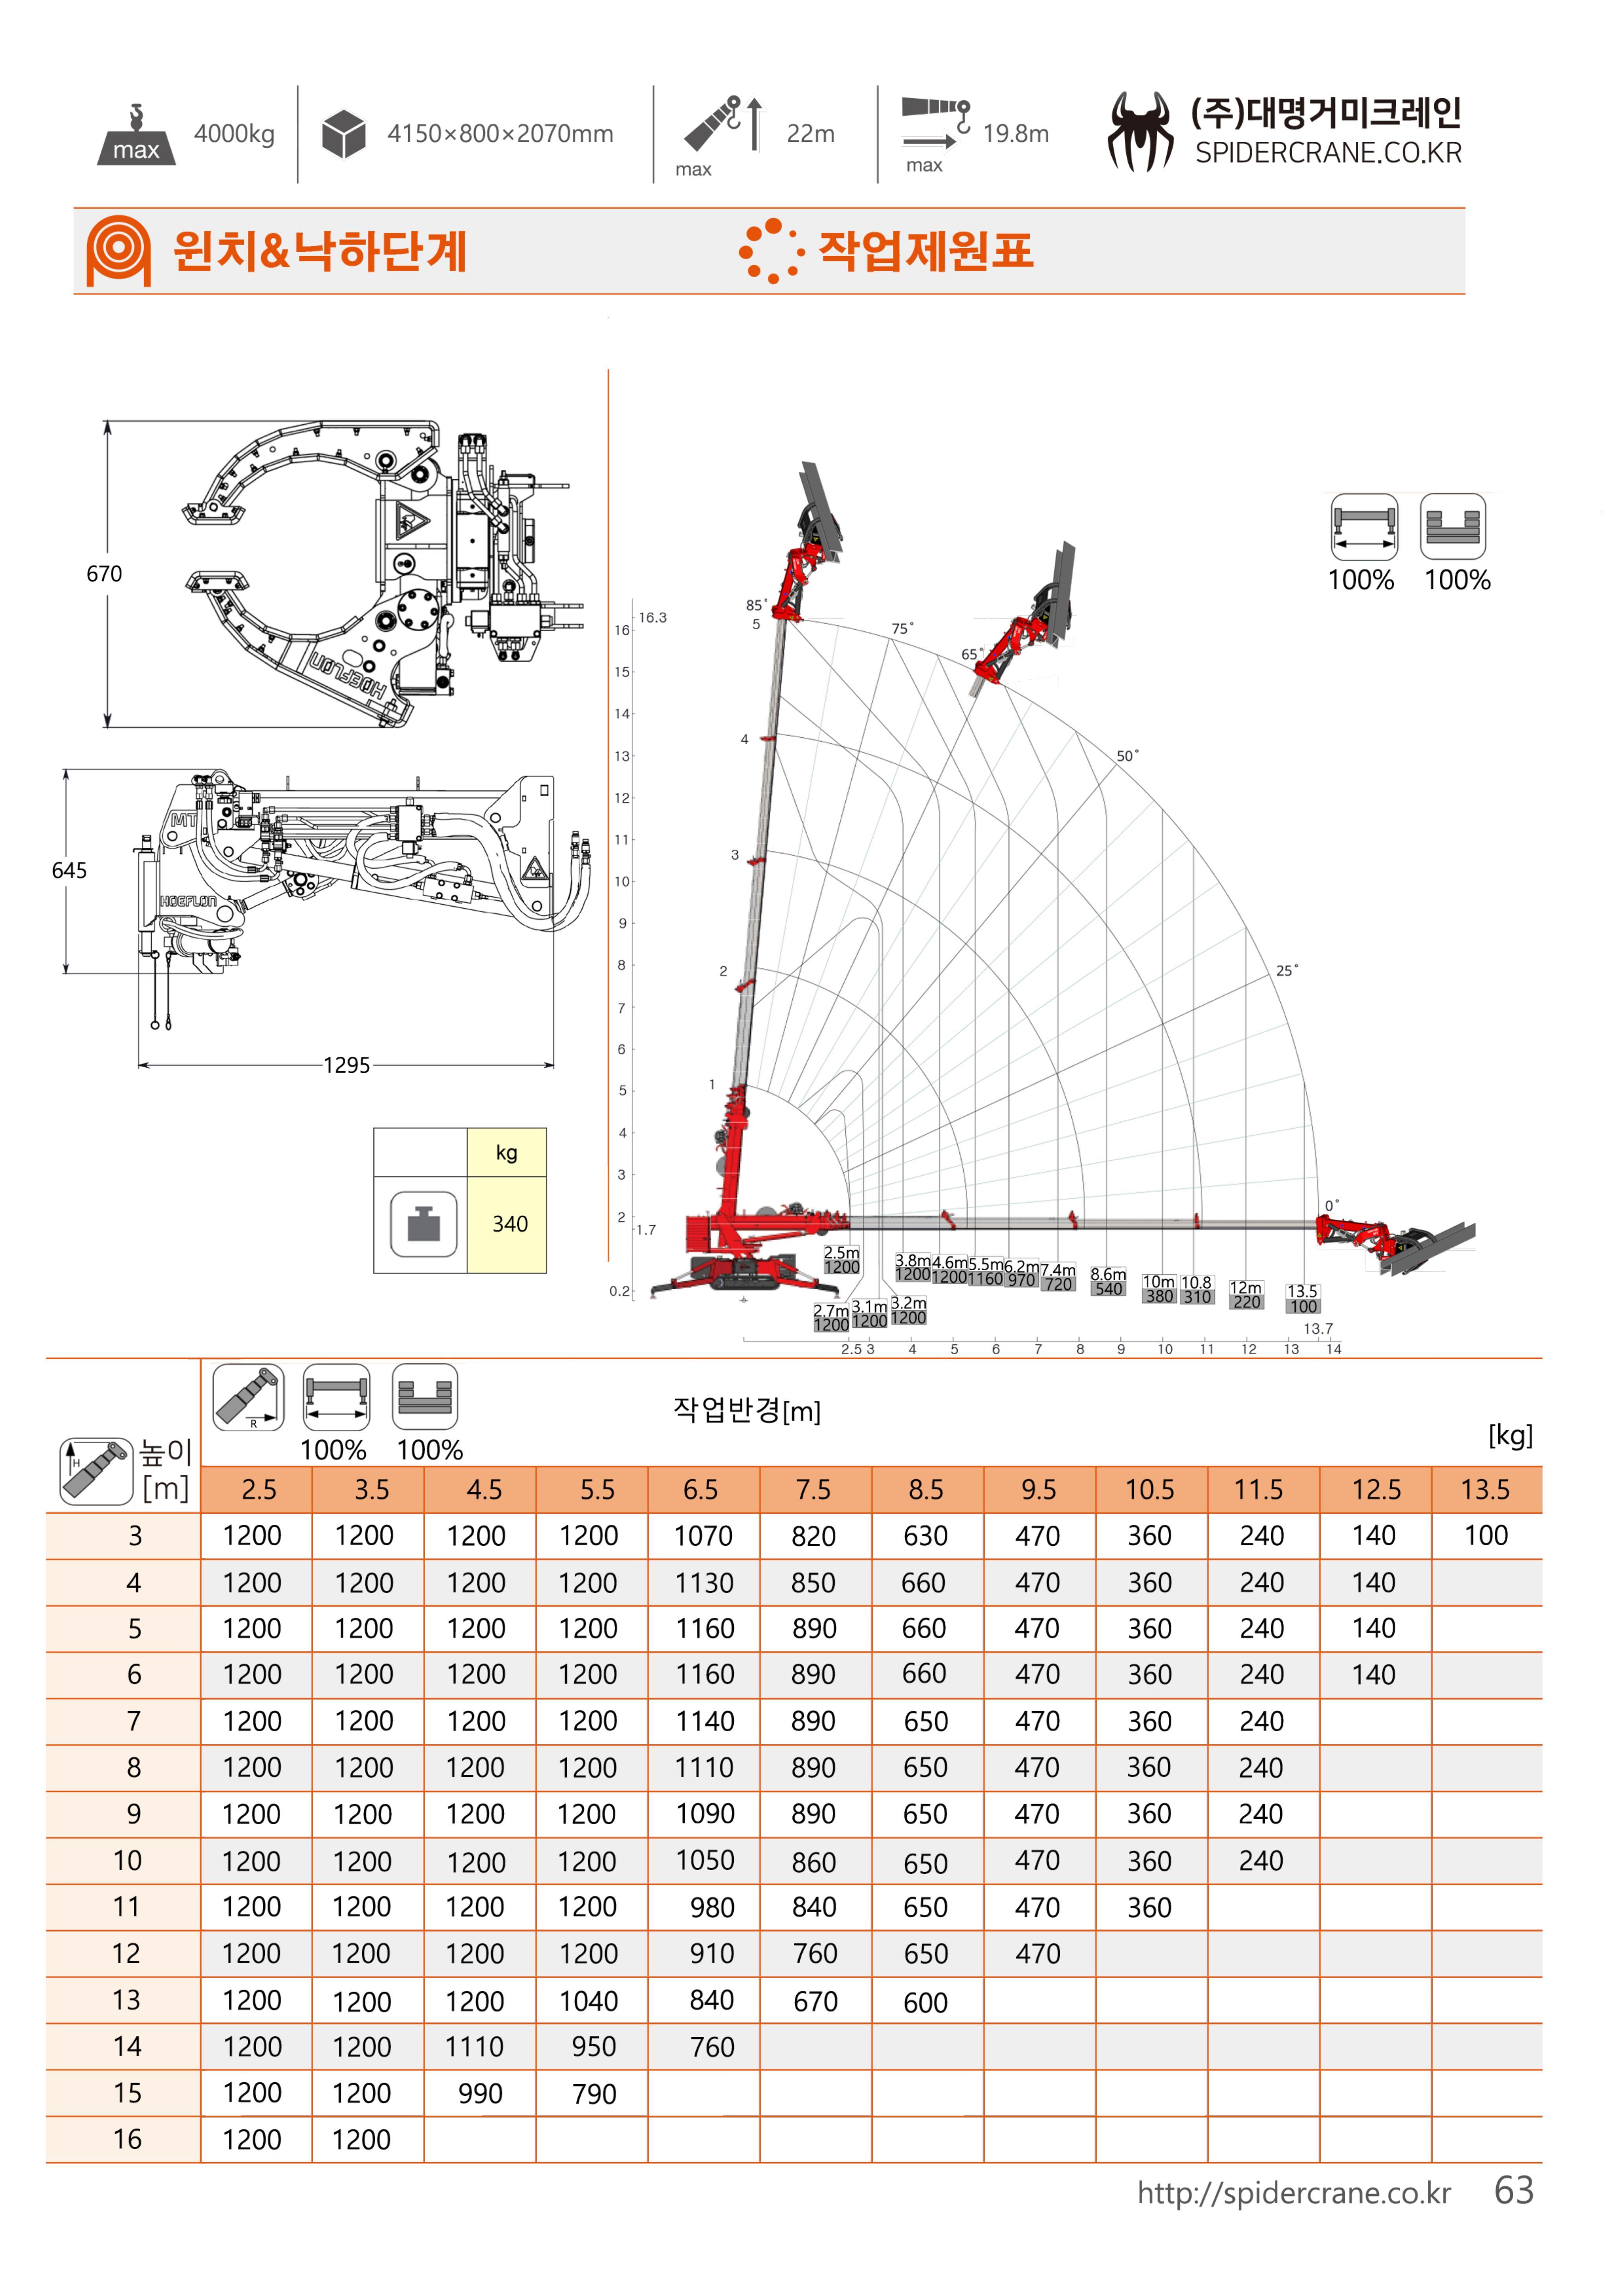 max
4000kg
4150×800×2070mm
max
22m
max
19.8m
(주)대명거미크레인
SPIDERCRANE.CO.KR
윈치&낙하단계
작업제원표
670
HOEFLON
645
MT
HOEFLON
1295
kg
340
100% 100%
16.3
16
15
14
13
12
11
10
9
8
7
6
5
4
3
2
1.7
0.2
85°
5
75°
65°
4
50°
3
2
25°
1
0°
2.5m
1200
2.7m
1200
3.1m
1200
3.2m
1200
3.8m
1200
4.6m
1200
5.5m
1160
6.2m
970
7.4m
720
8.6m
540
10m
380
10.8
310
12m
220
13.5
100
13.7
2.5 3 4 5 6 7 8 9 10 11 12 13 14
R
100% 100%
작업반경[m]
[kg]
H
높이
[m]
2.5 3.5 4.5 5.5 6.5 7.5 8.5 9.5 10.5 11.5 12.5 13.5
3 1200 1200 1200 1200 1070 820 630 470 360 240 140 100
4 1200 1200 1200 1200 1130 850 660 470 360 240 140
5 1200 1200 1200 1200 1160 890 660 470 360 240 140
6 1200 1200 1200 1200 1160 890 660 470 360 240 140
7 1200 1200 1200 1200 1140 890 650 470 360 240
8 1200 1200 1200 1200 1110 890 650 470 360 240
9 1200 1200 1200 1200 1090 890 650 470 360 240
10 1200 1200 1200 1200 1050 860 650 470 360 240
11 1200 1200 1200 1200 980 840 650 470 360
12 1200 1200 1200 1200 910 760 650 470
13 1200 1200 1200 1040 840 670 600
14 1200 1200 1110 950 760
15 1200 1200 990 790
16 1200 1200
http://spidercrane.co.kr 63